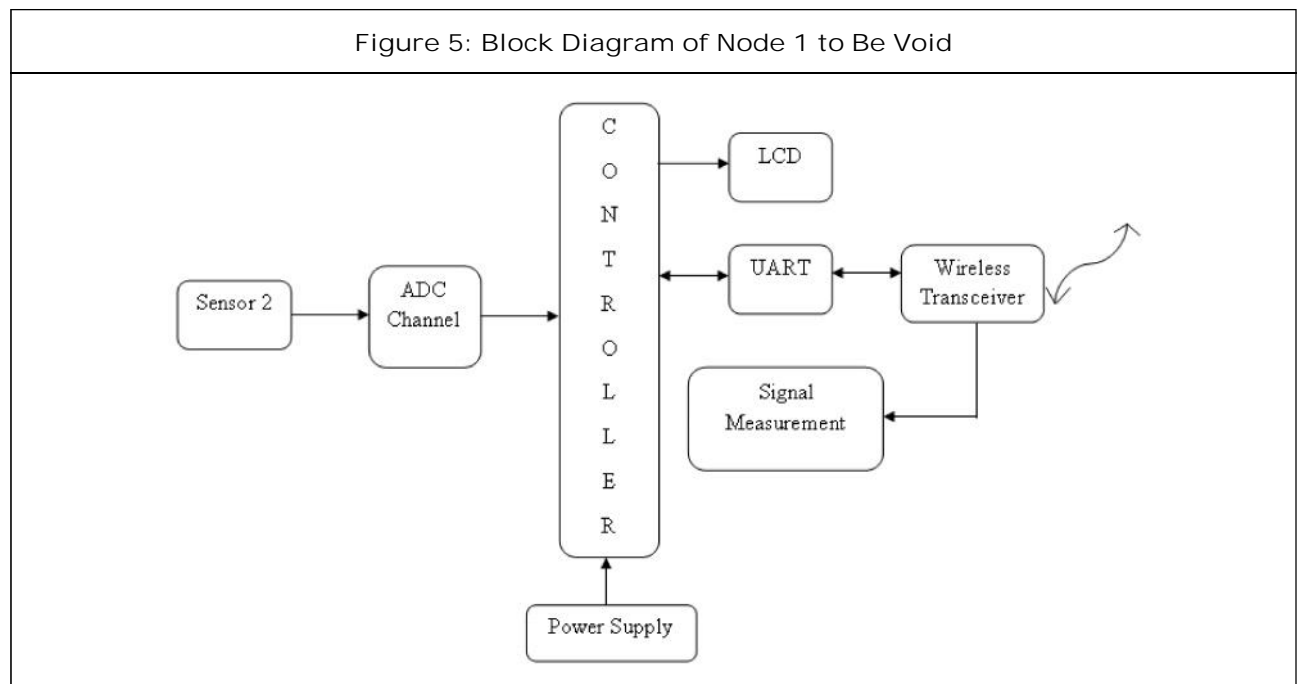 Figure 5: Block Diagram of Node 1 to Be Void
Sensor 2
ADC
Channel
C
O
N
T
R
O
L
L
E
R
LCD
UART
Wireless
Transceiver
Signal
Measurement
Power Supply